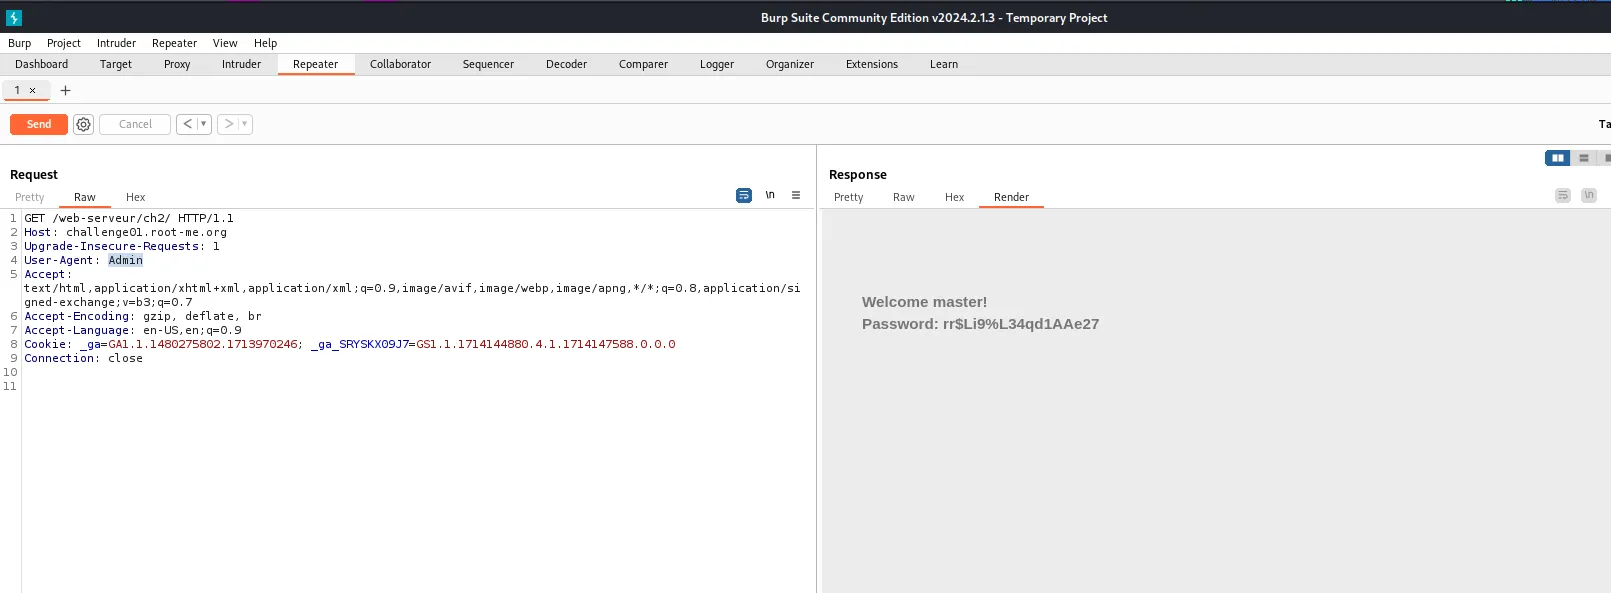 Burp Suite Community Edition v2024.2.1.3 - Temporary Project
Burp Project Intruder Repeater View Help
Dashboard Target Proxy Intruder Repeater Collaborator Sequencer Decoder Comparer Logger Organizer Extensions Learn
1 × +
Send Cancel < ▾ > ▾ Ta
Request
Pretty Raw Hex \n
1 GET /web-serveur/ch2/ HTTP/1.1
2 Host: challenge01.root-me.org
3 Upgrade-Insecure-Requests: 1
4 User-Agent: Admin
5 Accept:
text/html,application/xhtml+xml,application/xml;q=0.9,image/avif,image/webp,image/apng,*/*;q=0.8,application/si
gned-exchange;v=b3;q=0.7
6 Accept-Encoding: gzip, deflate, br
7 Accept-Language: en-US,en;q=0.9
8 Cookie: _ga=GA1.1.1480275802.1713970246; _ga_SRYSKX09J7=GS1.1.1714144880.4.1.1714147588.0.0.0
9 Connection: close
10
11
Response
Pretty Raw Hex Render \n
Welcome master!
Password: rr$Li9%L34qd1AAe27